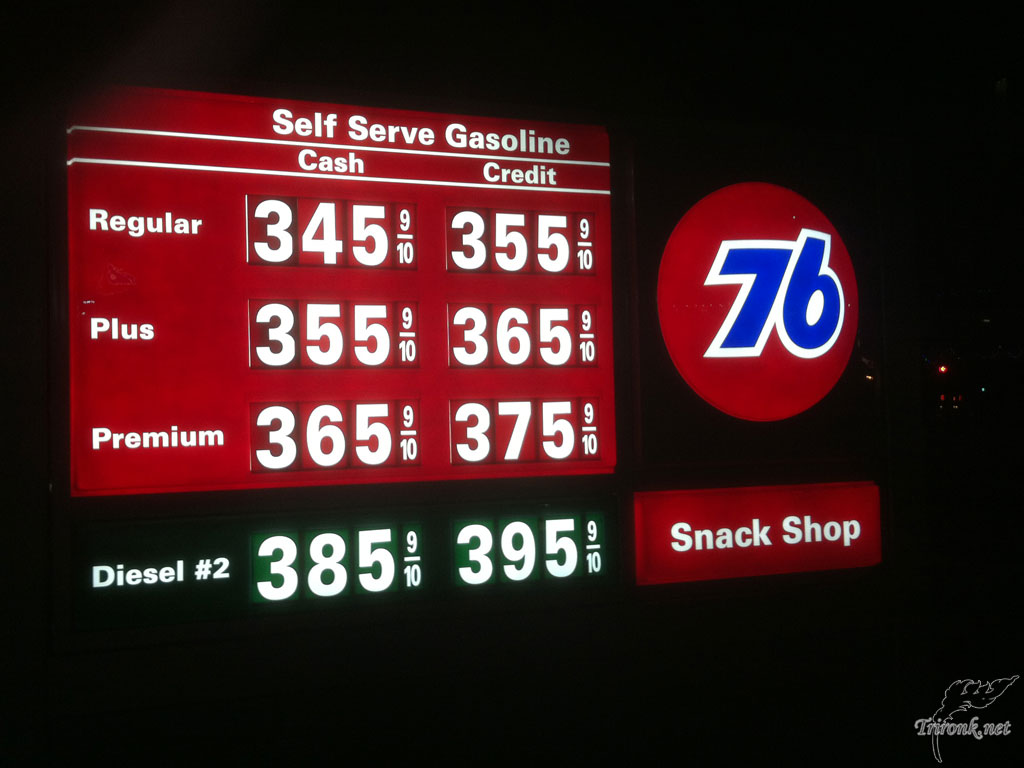 Self Serve Gasoline
Cash Credit
Regular 345 9/10 355 9/10
Plus 355 9/10 365 9/10
Premium 365 9/10 375 9/10
Diesel #2 385 9/10 395 9/10
76
Snack Shop
Trironk.net